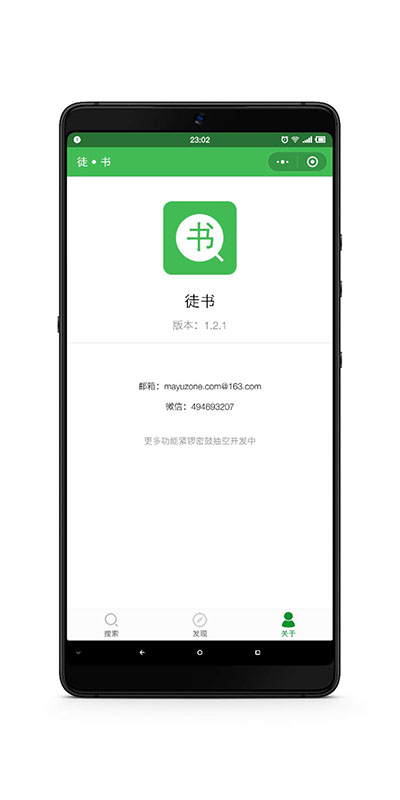 23:02
徒•书
书
徒书
版本：1.2.1
邮箱：mayuzone.com@163.com
微信：494693207
更多功能紧锣密鼓抽空开发中
搜索
发现
关于